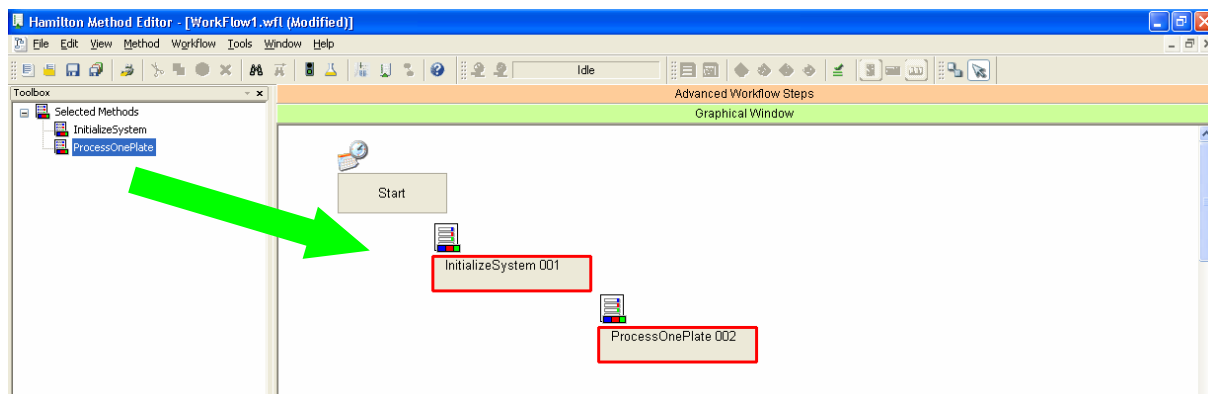 Hamilton Method Editor - [WorkFlow1.wfl (Modified)]
File Edit View Method Workflow Tools Window Help
Idle
Toolbox
Advanced Workflow Steps
Selected Methods
Graphical Window
InitializeSystem
ProcessOnePlate
Start
InitializeSystem 001
ProcessOnePlate 002